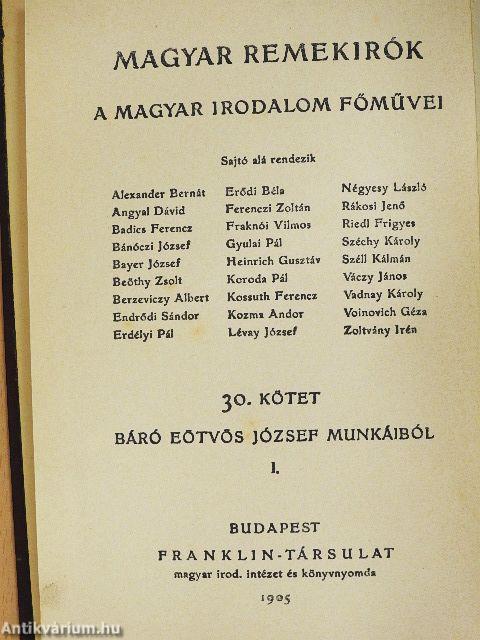 MAGYAR REMEKIRÓK
A MAGYAR IRODALOM FŐMŰVEI
Sajtó alá rendezik
Alexander Bernát
Angyal Dávid
Badics Ferencz
Bánóczi József
Bayer József
Beöthy Zsolt
Berzeviczy Albert
Endrődi Sándor
Erdélyi Pál
Erődi Béla
Ferenczi Zoltán
Fraknói Vilmos
Gyulai Pál
Heinrich Gusztáv
Koroda Pál
Kossuth Ferencz
Kozma Andor
Lévay József
Négyesy László
Rákosi Jenő
Riedl Frigyes
Széchy Károly
Széll Kálmán
Váczy János
Vadnay Károly
Voinovich Géza
Zoltvány Irén
30. KÖTET
BÁRÓ EÖTVÖS JÓZSEF MUNKÁIBÓL
I.
BUDAPEST
FRANKLIN-TÁRSULAT
magyar irod. intézet és könyvnyomda
1905
Antikvárium.hu